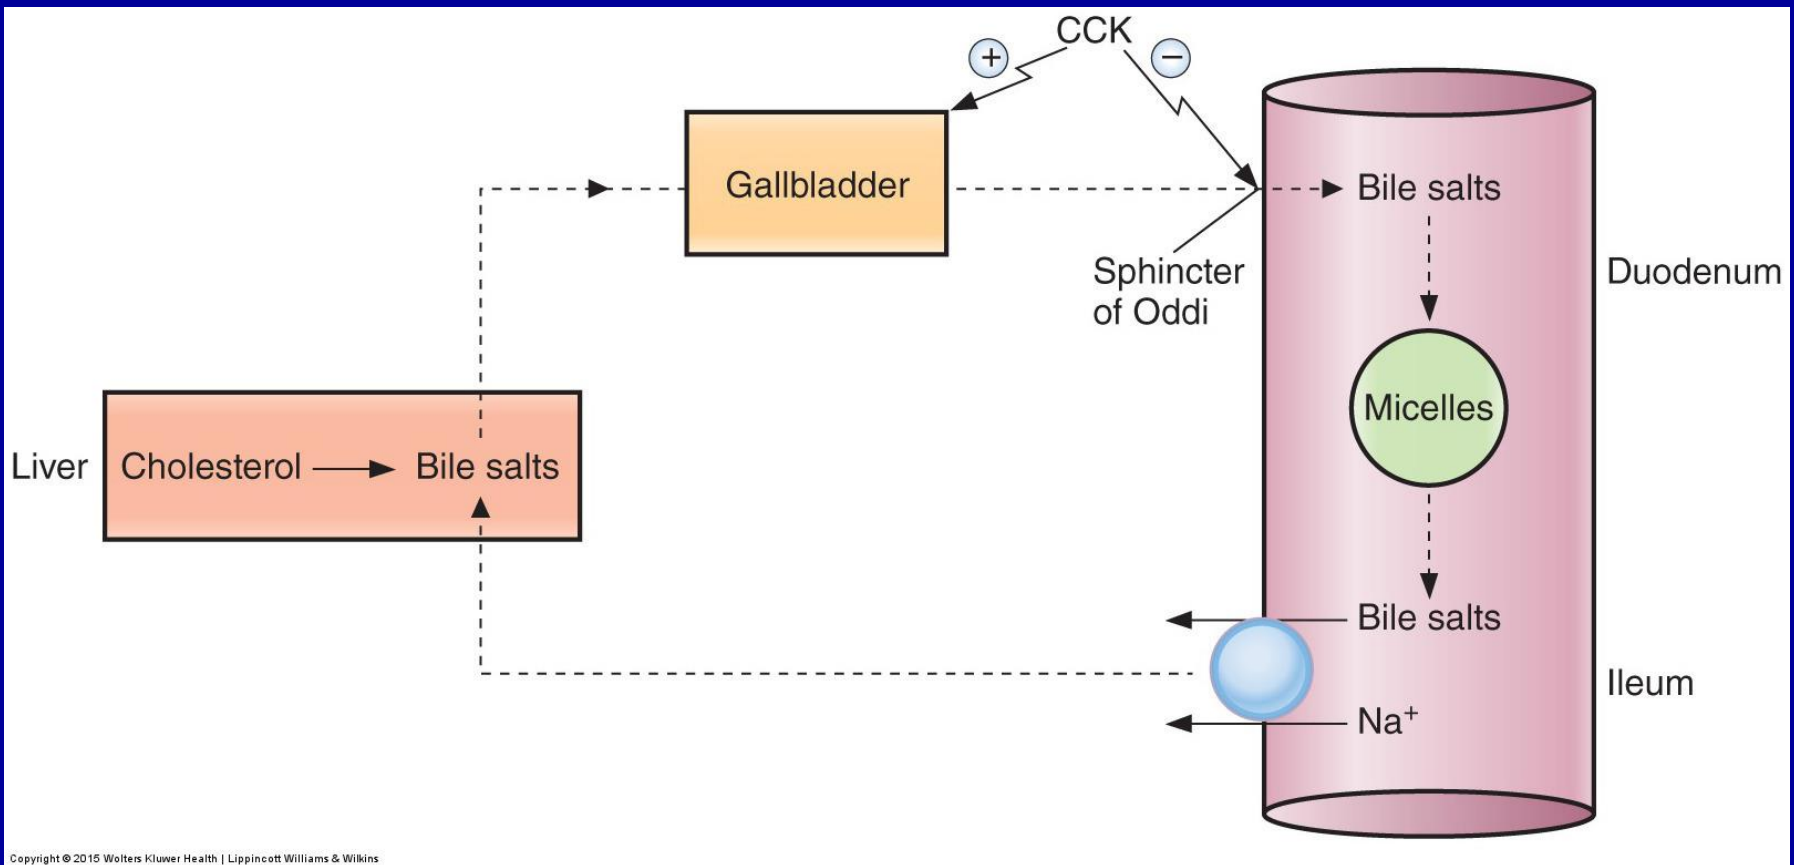 CCK
+
−
Gallbladder
Bile salts
Sphincter
of Oddi
Duodenum
Micelles
Liver
Cholesterol
Bile salts
Bile salts
Ileum
Na⁺
Copyright © 2015 Wolters Kluwer Health | Lippincott Williams & Wilkins